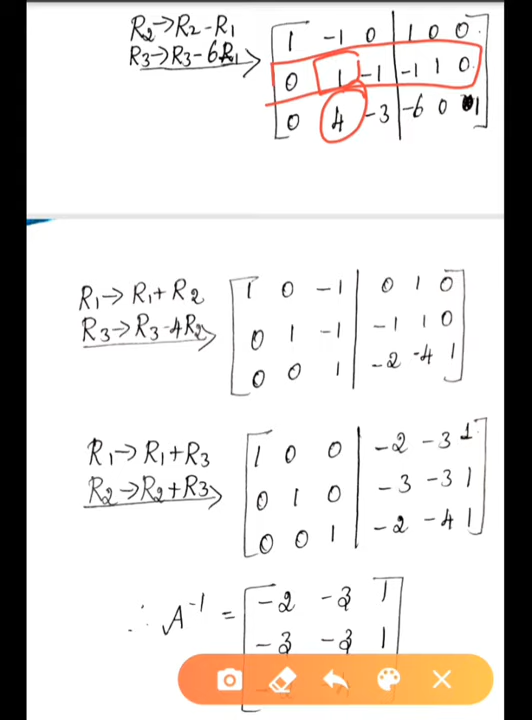 R₂→R₂-R₁
R₃→R₃-6R₁
1 -1 0 | 1 0 0
0 1 -1 | -1 1 0
0 4 -3 | -6 0 1
R₁→R₁+R₂
R₃→R₃-4R₂
1 0 -1 | 0 1 0
0 1 -1 | -1 1 0
0 0 1 | -2 -4 1
R₁→R₁+R₃
R₂→R₂+R₃
1 0 0 | -2 -3 1
0 1 0 | -3 -3 1
0 0 1 | -2 -4 1
∴ A⁻¹ = 
-2 -3 1
-3 -3 1